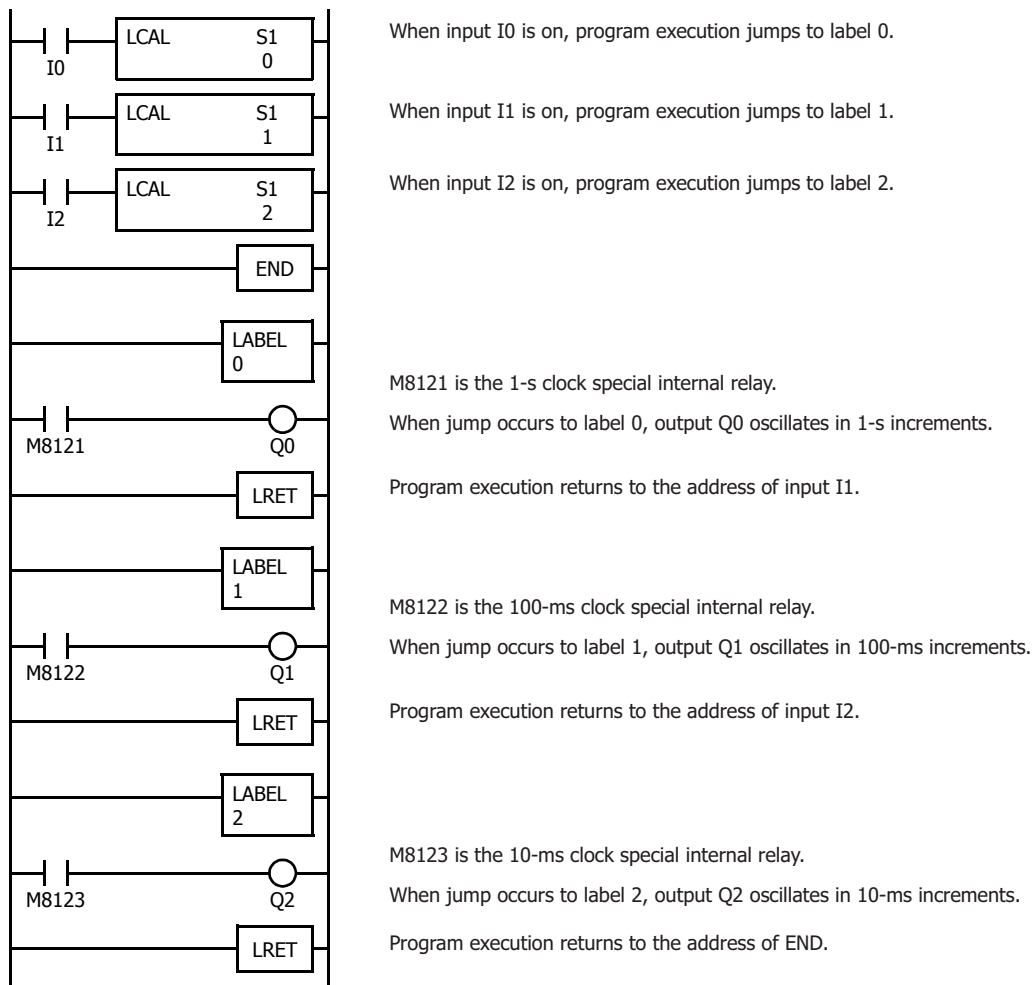 LCAL S1 When input I0 is on, program execution jumps to label 0.
0
I0
LCAL S1 When input I1 is on, program execution jumps to label 1.
1
I1
LCAL S1 When input I2 is on, program execution jumps to label 2.
2
I2
END
LABEL
0
M8121 is the 1-s clock special internal relay.
When jump occurs to label 0, output Q0 oscillates in 1-s increments.
M8121 Q0
LRET Program execution returns to the address of input I1.
LABEL
1
M8122 is the 100-ms clock special internal relay.
When jump occurs to label 1, output Q1 oscillates in 100-ms increments.
M8122 Q1
LRET Program execution returns to the address of input I2.
LABEL
2
M8123 is the 10-ms clock special internal relay.
When jump occurs to label 2, output Q2 oscillates in 10-ms increments.
M8123 Q2
LRET Program execution returns to the address of END.